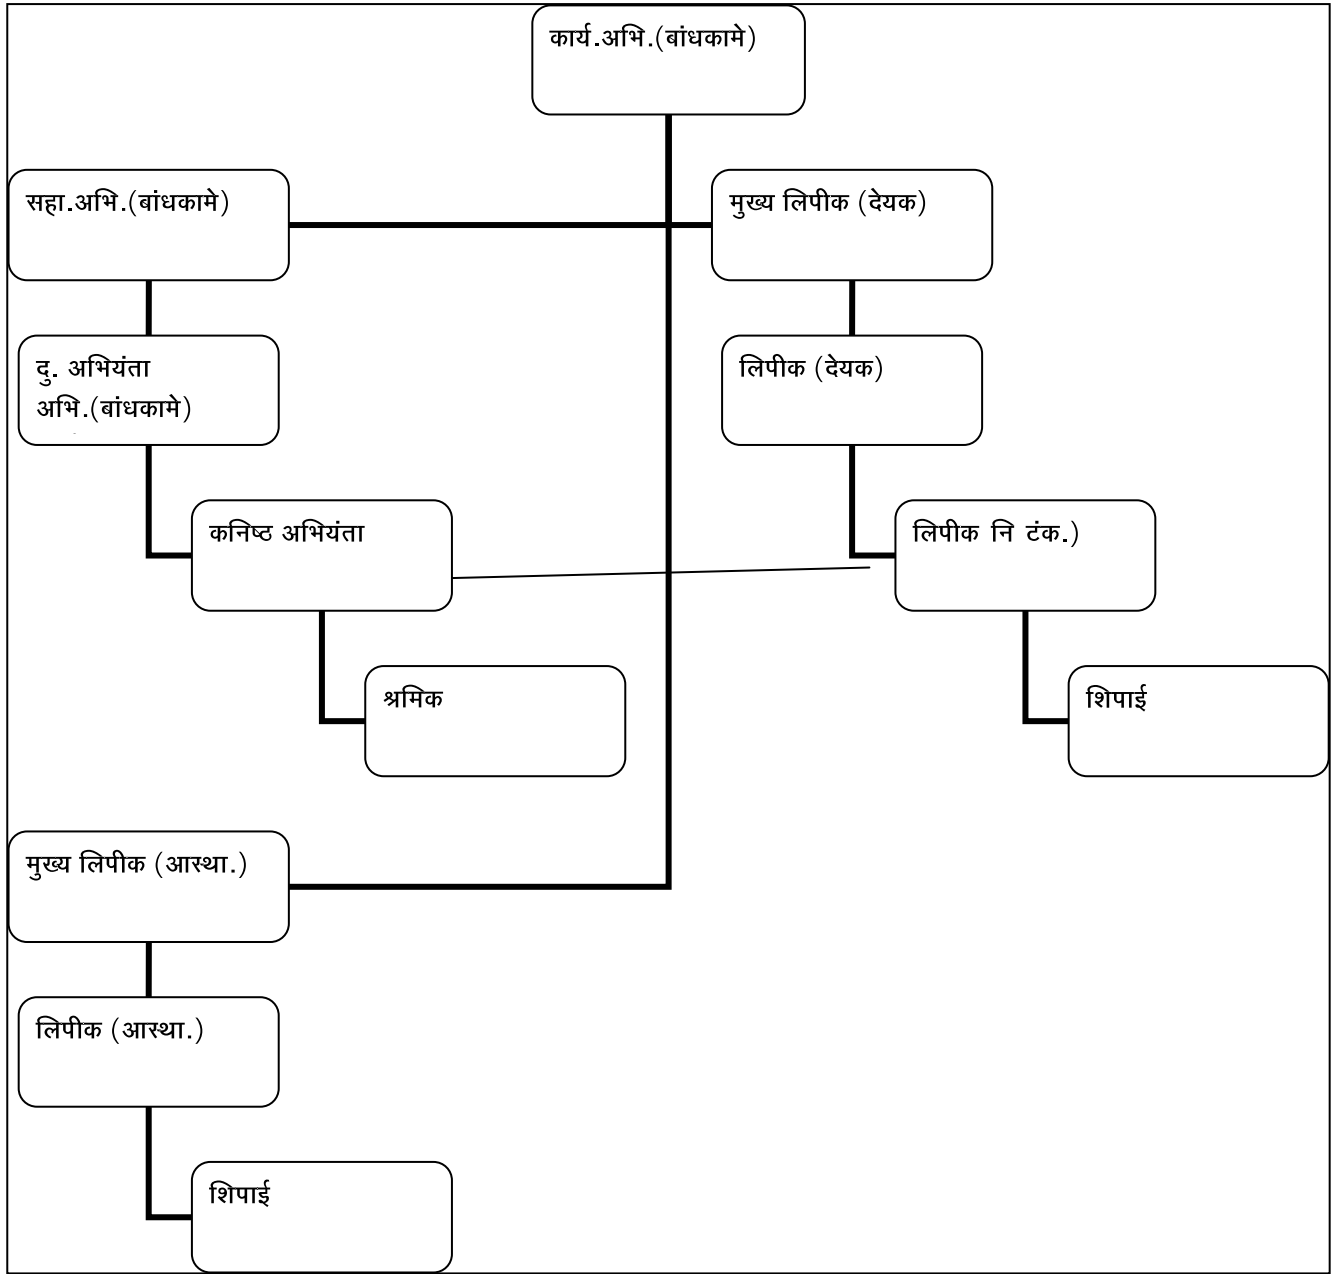 कार्य.अभि.(बांधकामे)
सहा.अभि.(बांधकामे)
मुख्य लिपीक (देयक)
दु. अभियंता
अभि.(बांधकामे)
लिपीक (देयक)
कनिष्ठ अभियंता
लिपीक नि टंक.)
श्रमिक
शिपाई
मुख्य लिपीक (आस्था.)
लिपीक (आस्था.)
शिपाई